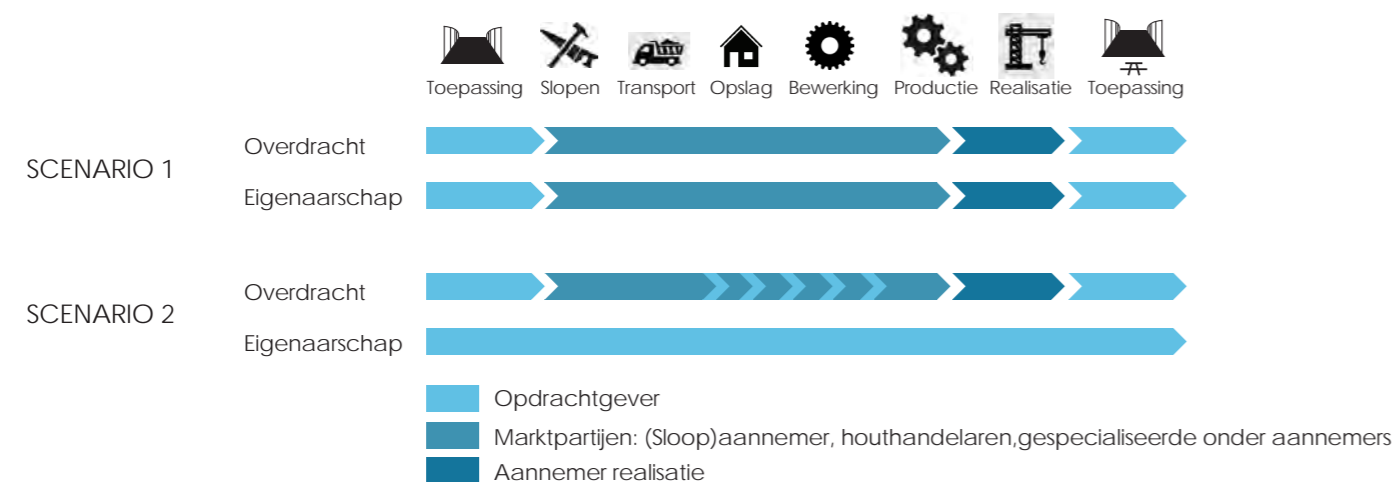 Toepassing Slopen Transport Opslag Bewerking Productie Realisatie Toepassing
SCENARIO 1
Overdracht
Eigenaarschap
SCENARIO 2
Overdracht
Eigenaarschap
Opdrachtgever
Marktpartijen: (Sloop)aannemer, houthandelaren,gespecialiseerde onder aannemers
Aannemer realisatie